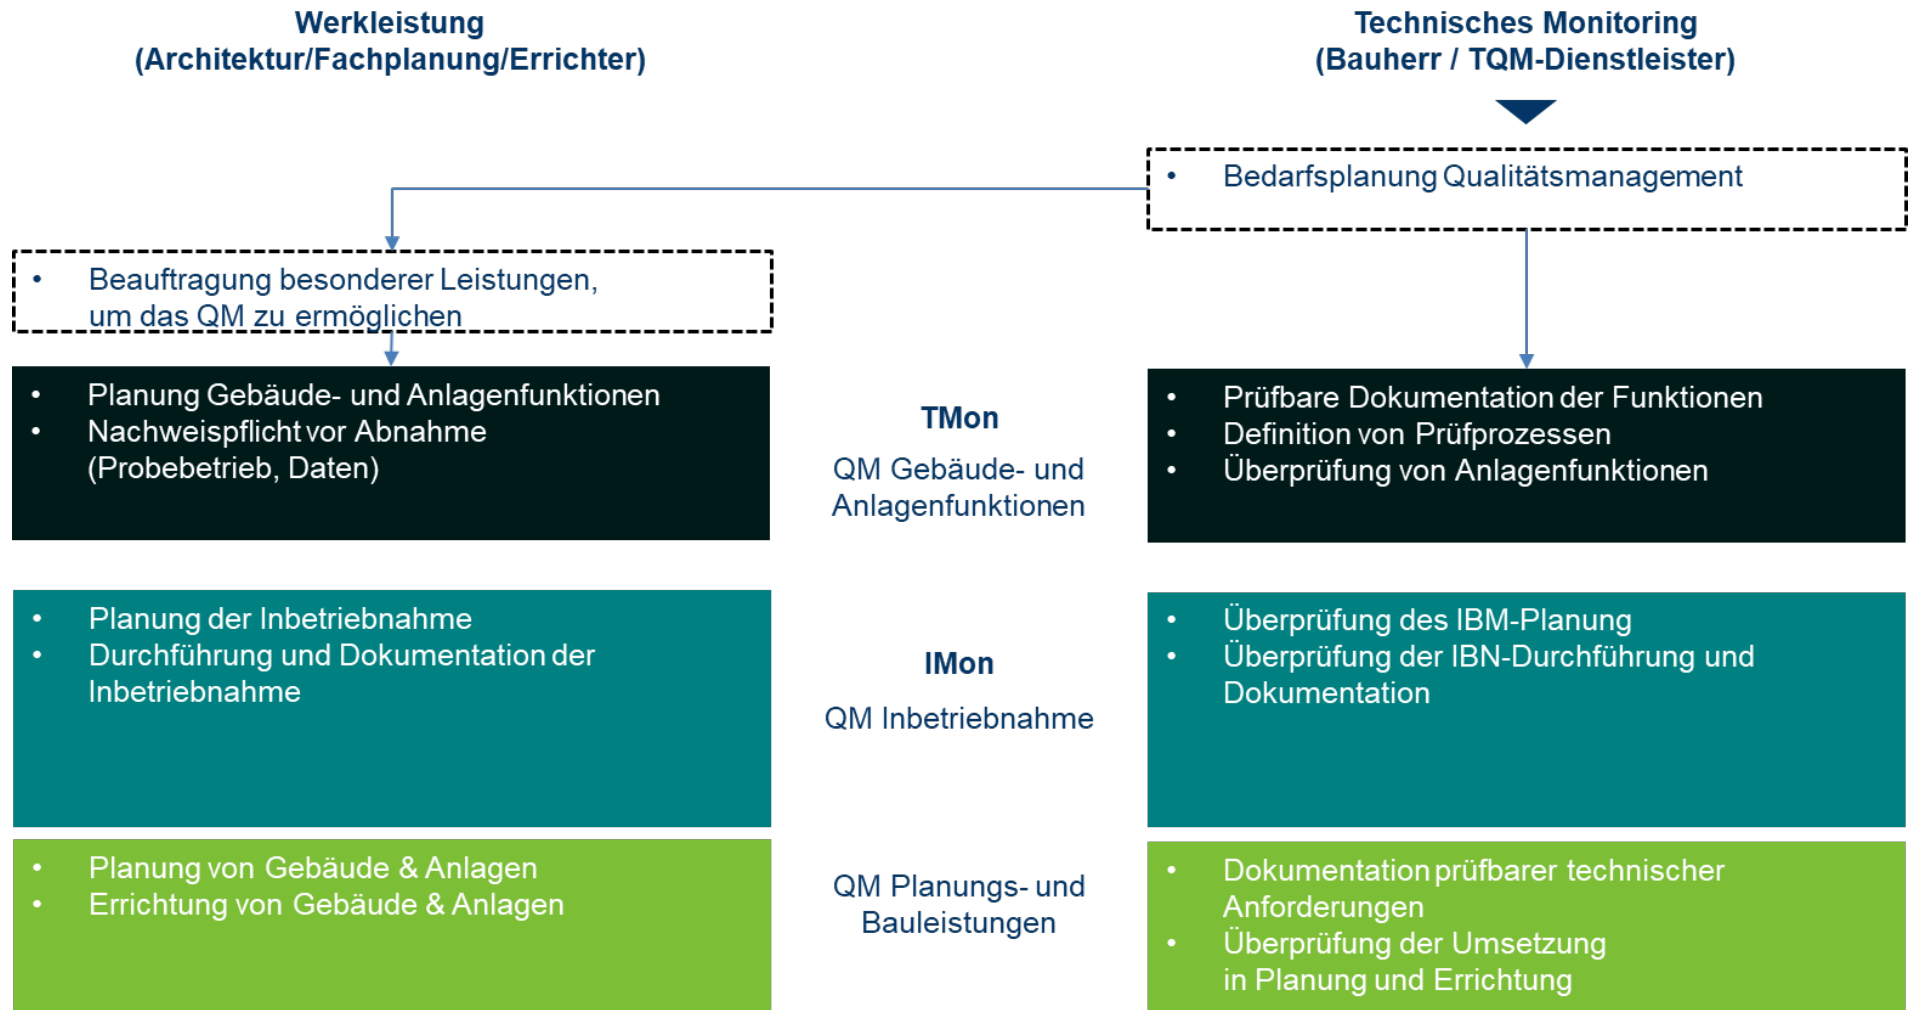 Werkleistung
(Architektur/Fachplanung/Errichter)
Technisches Monitoring
(Bauherr / TQM-Dienstleister)
• Bedarfsplanung Qualitätsmanagement
• Beauftragung besonderer Leistungen,
um das QM zu ermöglichen
• Planung Gebäude- und Anlagenfunktionen
• Nachweispflicht vor Abnahme
(Probebetrieb, Daten)
TMon
QM Gebäude- und
Anlagenfunktionen
• Prüfbare Dokumentation der Funktionen
• Definition von Prüfprozessen
• Überprüfung von Anlagenfunktionen
• Planung der Inbetriebnahme
• Durchführung und Dokumentation der
Inbetriebnahme
IMon
QM Inbetriebnahme
• Überprüfung des IBM-Planung
• Überprüfung der IBN-Durchführung und
Dokumentation
• Planung von Gebäude & Anlagen
• Errichtung von Gebäude & Anlagen
QM Planungs- und
Bauleistungen
• Dokumentation prüfbarer technischer
Anforderungen
• Überprüfung der Umsetzung
in Planung und Errichtung